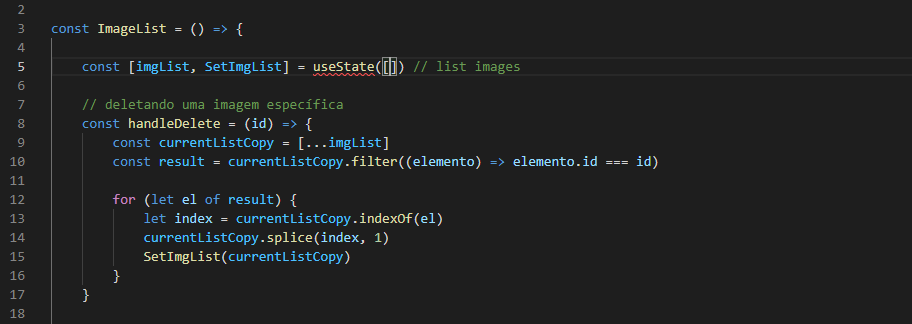 2
3 const ImageList = () => {
4
5 const [imgList, SetImgList] = useState([]) // list images
6
7 // deletando uma imagem específica
8 const handleDelete = (id) => {
9 const currentListCopy = [...imgList]
10 const result = currentListCopy.filter((elemento) => elemento.id === id)
11
12 for (let el of result) {
13 let index = currentListCopy.indexOf(el)
14 currentListCopy.splice(index, 1)
15 SetImgList(currentListCopy)
16 }
17 }
18